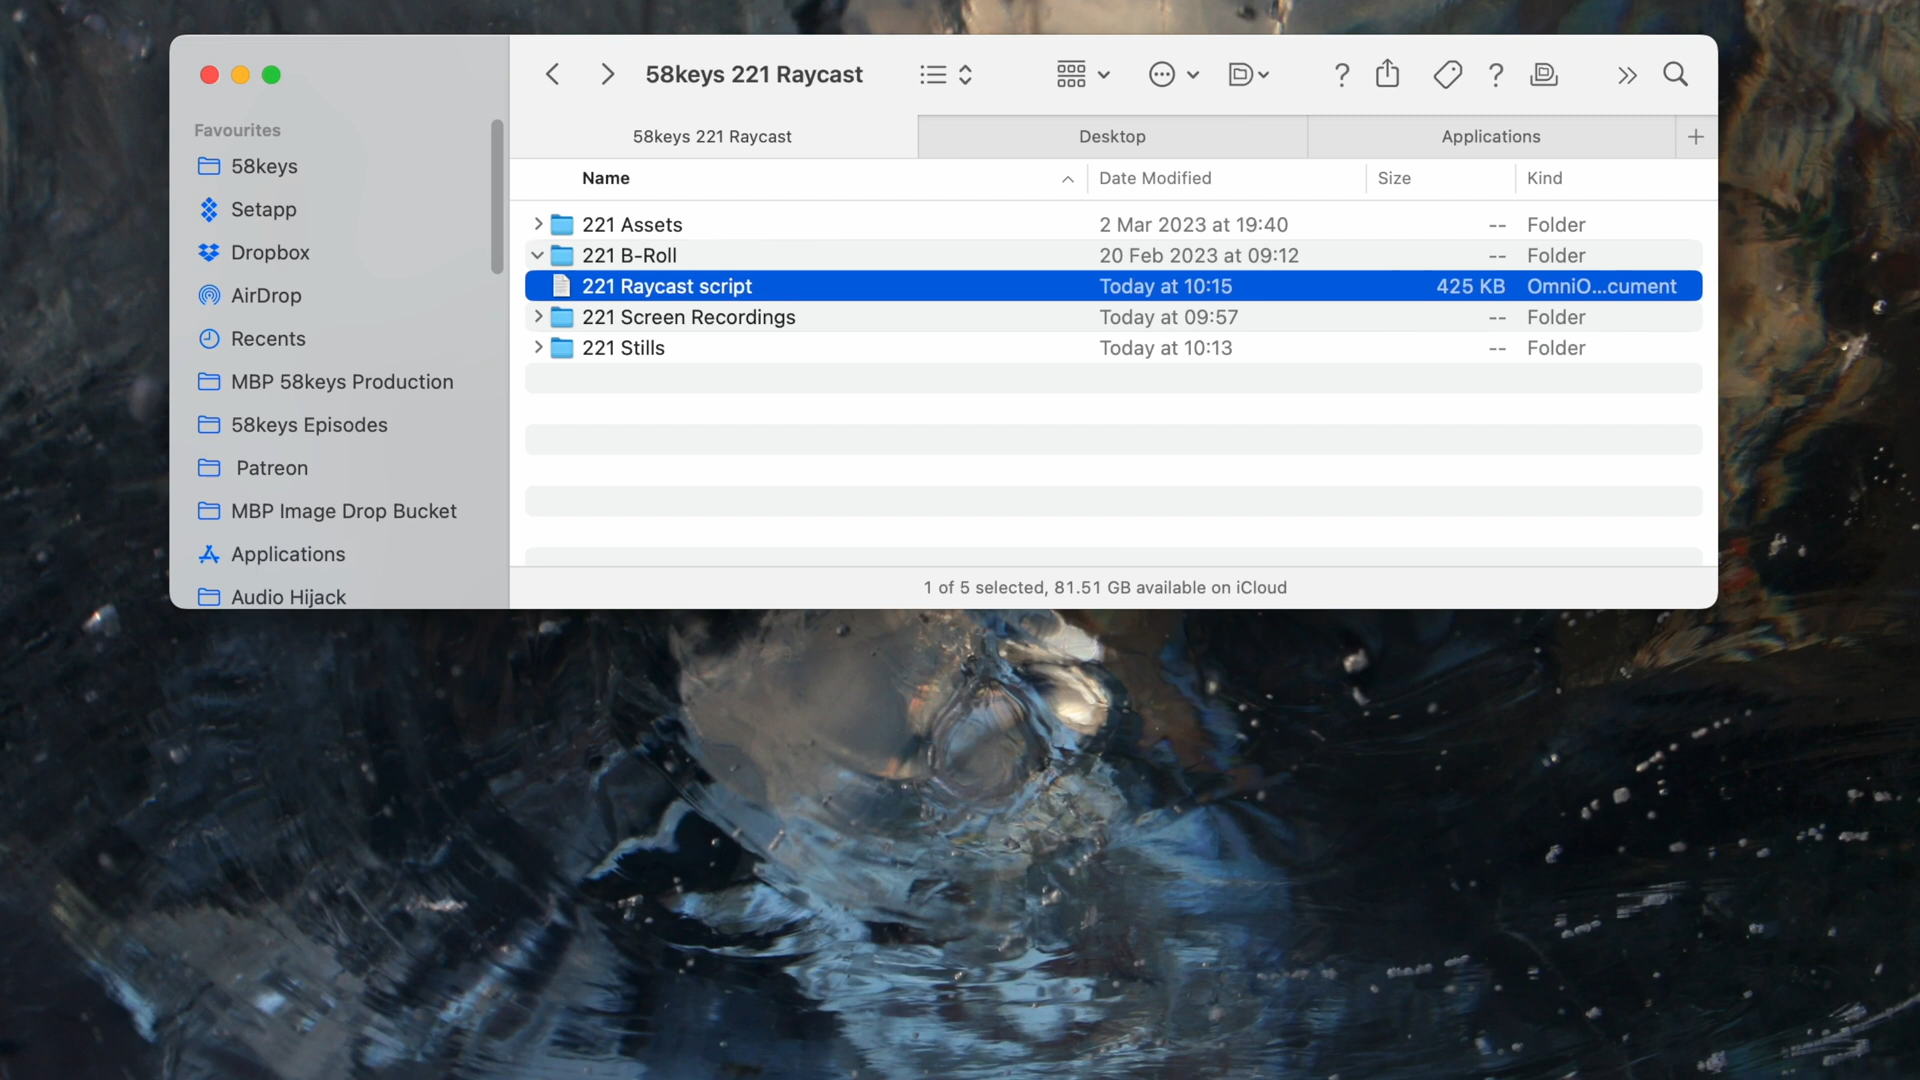 58keys 221 Raycast
58keys 221 Raycast
Desktop
Applications
Favourites
58keys
Setapp
Dropbox
AirDrop
Recents
MBP 58keys Production
58keys Episodes
Patreon
MBP Image Drop Bucket
Applications
Audio Hijack
Name Date Modified Size Kind
221 Assets 2 Mar 2023 at 19:40 -- Folder
221 B-Roll 20 Feb 2023 at 09:12 -- Folder
221 Raycast script Today at 10:15 425 KB OmniO...cument
221 Screen Recordings Today at 09:57 -- Folder
221 Stills Today at 10:13 -- Folder
1 of 5 selected, 81.51 GB available on iCloud